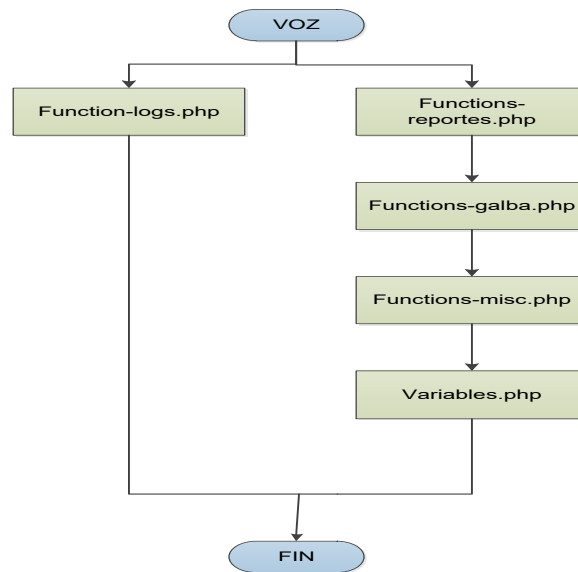 VOZ
Function-logs.php
Functions-
reportes.php
Functions-galba.php
Functions-misc.php
Variables.php
FIN